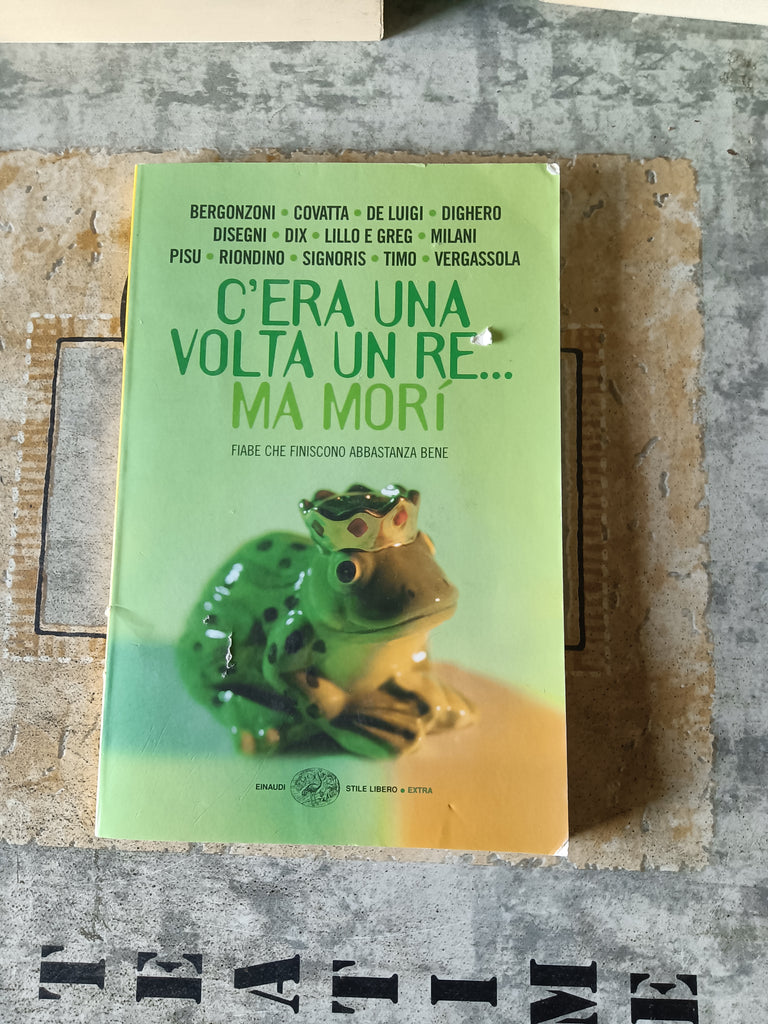 BERGONZONI • COVATTA • DE LUIGI • DIGHERO
DISEGNI • DIX • LILLO E GREG • MILANI
PISU • RIONDINO • SIGNORIS • TIMO • VERGASSOLA
C'ERA UNA
VOLTA UN RE...
MA MORÍ
FIABE CHE FINISCONO ABBASTANZA BENE
EINAUDI STILE LIBERO • EXTRA
TEATIME